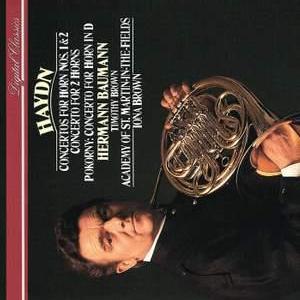 Digital Classics
HAYDN
CONCERTOS FOR HORN NOS. 1 & 2
CONCERTO FOR 2 HORNS
POKORNY: CONCERTO FOR HORN IN D
HERMANN BAUMANN
TIMOTHY BROWN
ACADEMY OF ST. MARTIN-IN-THE-FIELDS
IONA BROWN